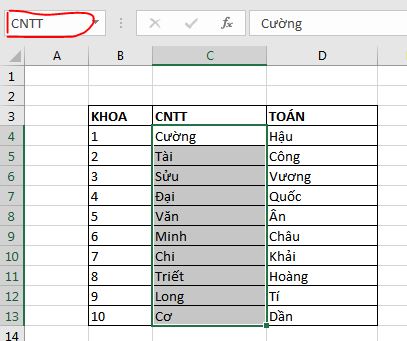 CNTT Cường
A B C D
1
2
3 KHOA CNTT TOÁN
4 1 Cường Hậu
5 2 Tài Công
6 3 Sửu Vương
7 4 Đại Quốc
8 5 Văn Ân
9 6 Minh Châu
10 7 Chi Khải
11 8 Triết Hoàng
12 9 Long Tí
13 10 Cơ Dần
14